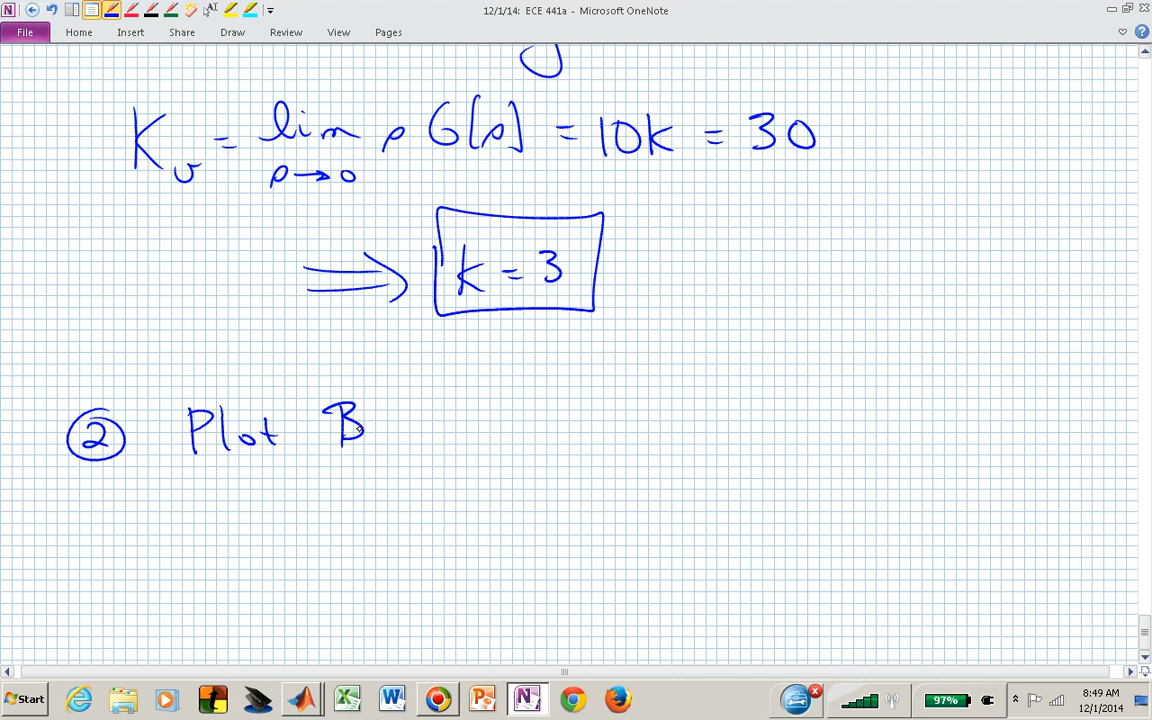 12/1/14: ECE 441a - Microsoft OneNote
File Home Insert Share Draw Review View Pages
K_v = lim s G(s) = 10k = 30
s → 0
⇒ k = 3
② Plot B
Start
97%
8:49 AM
12/1/2014